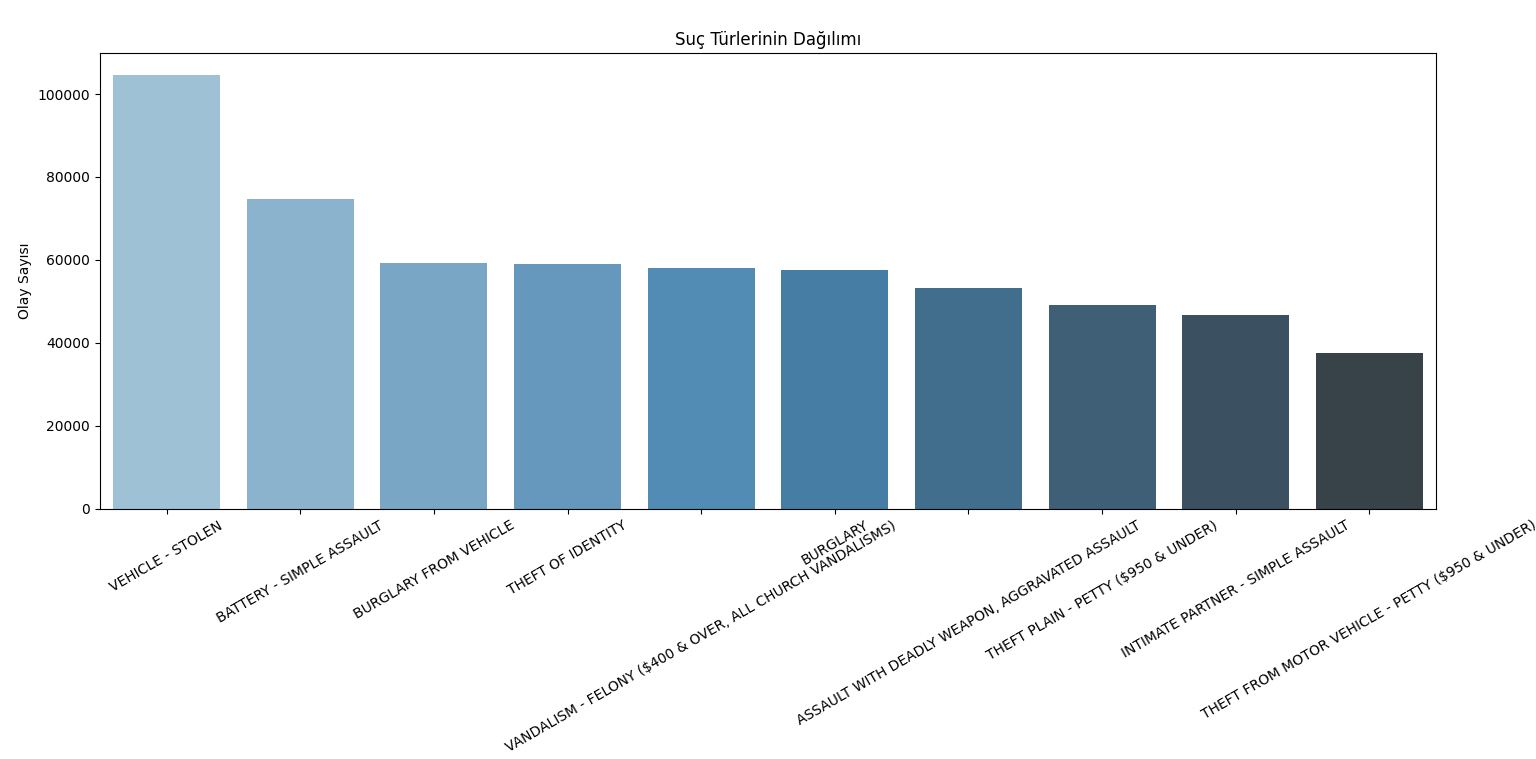 Suç Türlerinin Dağılımı
Olay Sayısı
100000
80000
60000
40000
20000
0
VEHICLE - STOLEN
BATTERY - SIMPLE ASSAULT
BURGLARY FROM VEHICLE
THEFT OF IDENTITY
VANDALISM - FELONY ($400 & OVER, ALL CHURCH VANDALISMS)
BURGLARY
ASSAULT WITH DEADLY WEAPON, AGGRAVATED ASSAULT
THEFT PLAIN - PETTY ($950 & UNDER)
INTIMATE PARTNER - SIMPLE ASSAULT
THEFT FROM MOTOR VEHICLE - PETTY ($950 & UNDER)